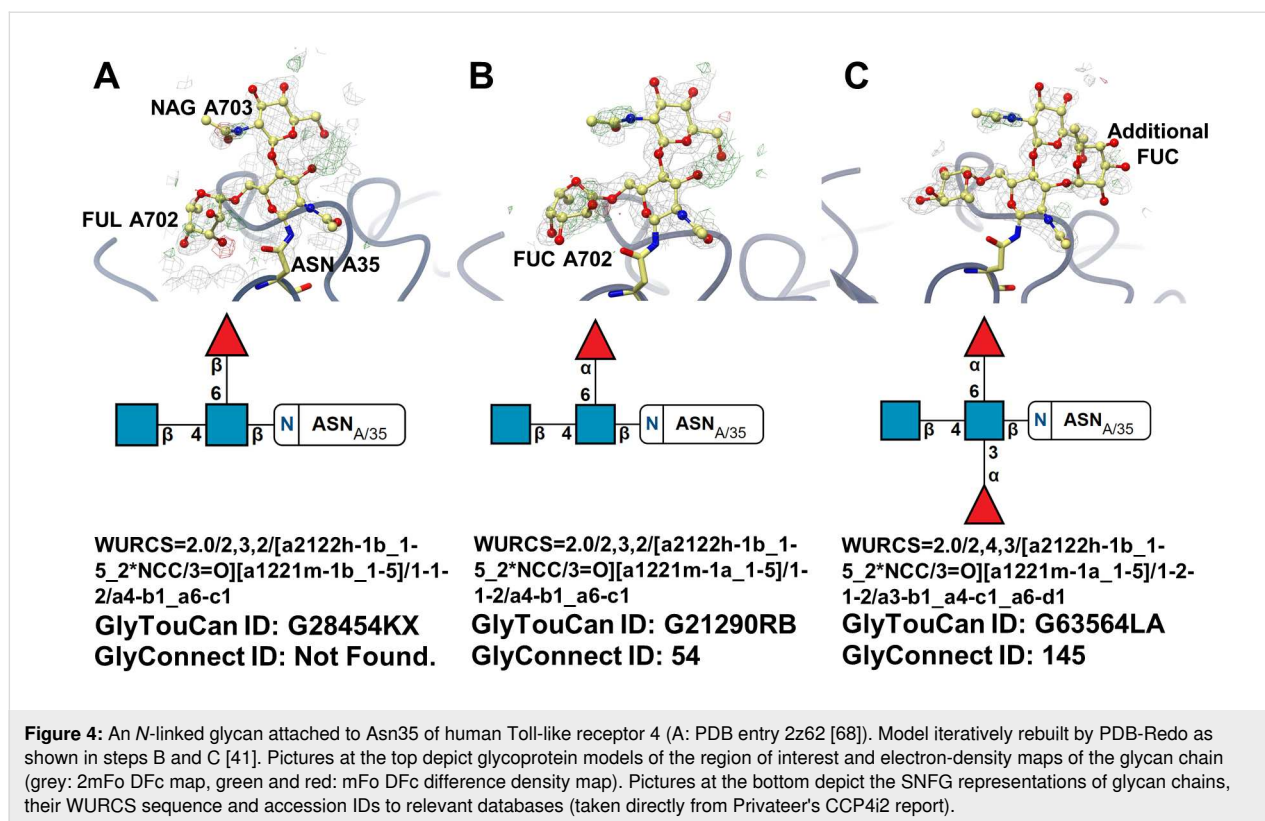 A
B
C
NAG A703
FUL A702
ASN A35
FUC A702
Additional
FUC
β
6
β 4 β N ASN A/35
α
6
β 4 β N ASN A/35
α
6
β 4 β N ASN A/35
3
α
WURCS=2.0/2,3,2/[a2122h-1b_1-
5_2*NCC/3=O][a1221m-1b_1-5]/1-1-
2/a4-b1_a6-c1
GlyTouCan ID: G28454KX
GlyConnect ID: Not Found.
WURCS=2.0/2,3,2/[a2122h-1b_1-
5_2*NCC/3=O][a1221m-1a_1-5]/1-
1-2/a4-b1_a6-c1
GlyTouCan ID: G21290RB
GlyConnect ID: 54
WURCS=2.0/2,4,3/[a2122h-1b_1-
5_2*NCC/3=O][a1221m-1a_1-5]/1-2-
1-2/a3-b1_a4-c1_a6-d1
GlyTouCan ID: G63564LA
GlyConnect ID: 145
Figure 4: An N-linked glycan attached to Asn35 of human Toll-like receptor 4 (A: PDB entry 2z62 [68]). Model iteratively rebuilt by PDB-Redo as
shown in steps B and C [41]. Pictures at the top depict glycoprotein models of the region of interest and electron-density maps of the glycan chain
(grey: 2mFo DFc map, green and red: mFo DFc difference density map). Pictures at the bottom depict the SNFG representations of glycan chains,
their WURCS sequence and accession IDs to relevant databases (taken directly from Privateer's CCP4i2 report).